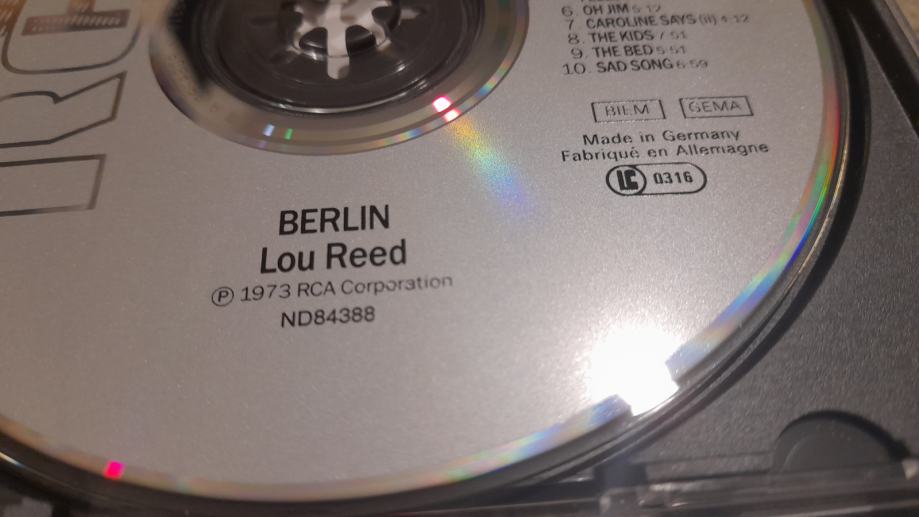 RCA
6. OH JIM 5:12
7. CAROLINE SAYS (II) 4:12
8. THE KIDS 7:51
9. THE BED 5:51
10. SAD SONG 6:59
BIEM GEMA
Made in Germany
Fabriqué en Allemagne
LC 0316
BERLIN
Lou Reed
℗ 1973 RCA Corporation
ND84388